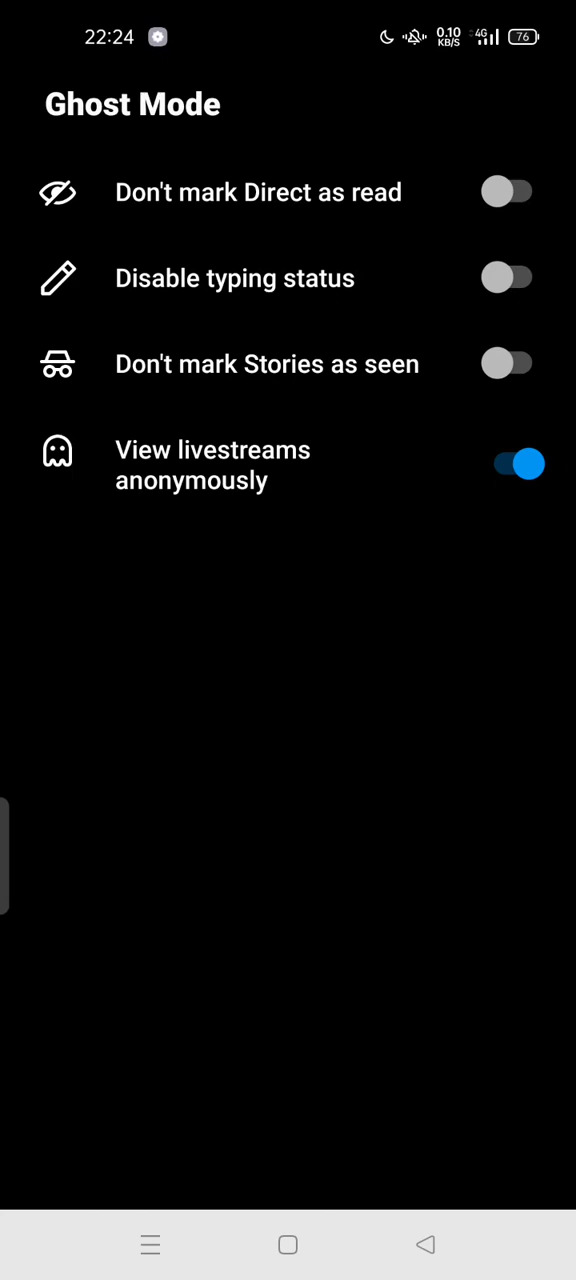 22:24
0.10
KB/S
4G
76
Ghost Mode
Don't mark Direct as read
Disable typing status
Don't mark Stories as seen
View livestreams
anonymously